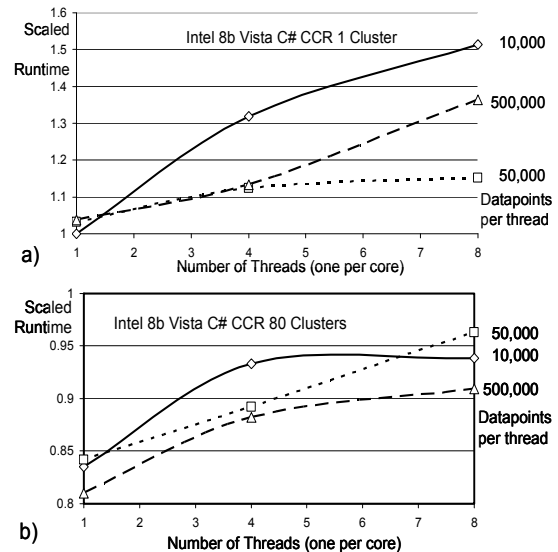 Scaled
Runtime
1.6
1.5
1.4
1.3
1.2
1.1
1
Intel 8b Vista C# CCR 1 Cluster
10,000
500,000
50,000
Datapoints
per thread
1 2 3 4 5 6 7 8
a)
Number of Threads (one per core)
Scaled
Runtime
1
0.95
0.9
0.85
0.8
Intel 8b Vista C# CCR 80 Clusters
50,000
10,000
500,000
Datapoints
per thread
1 2 3 4 5 6 7 8
b)
Number of Threads (one per core)